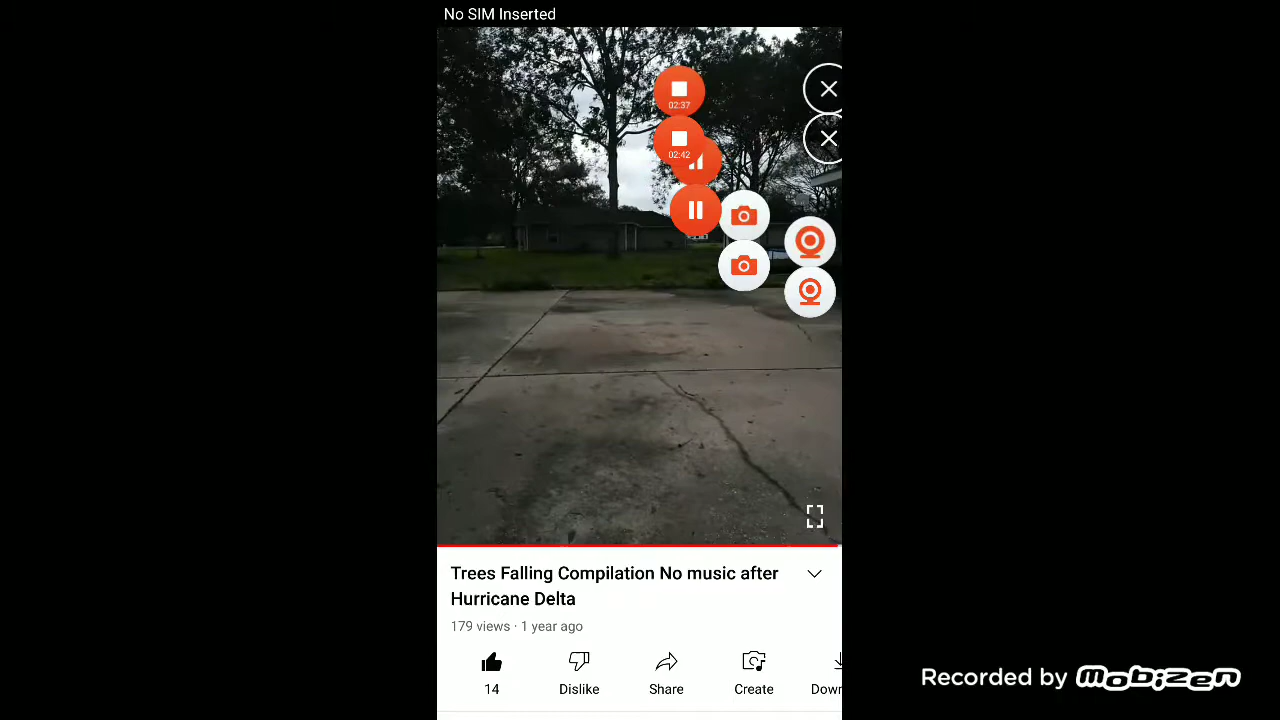 No SIM Inserted
02:37
02:42
Trees Falling Compilation No music after
Hurricane Delta
179 views · 1 year ago
14
Dislike
Share
Create
Down
Recorded by mobizen